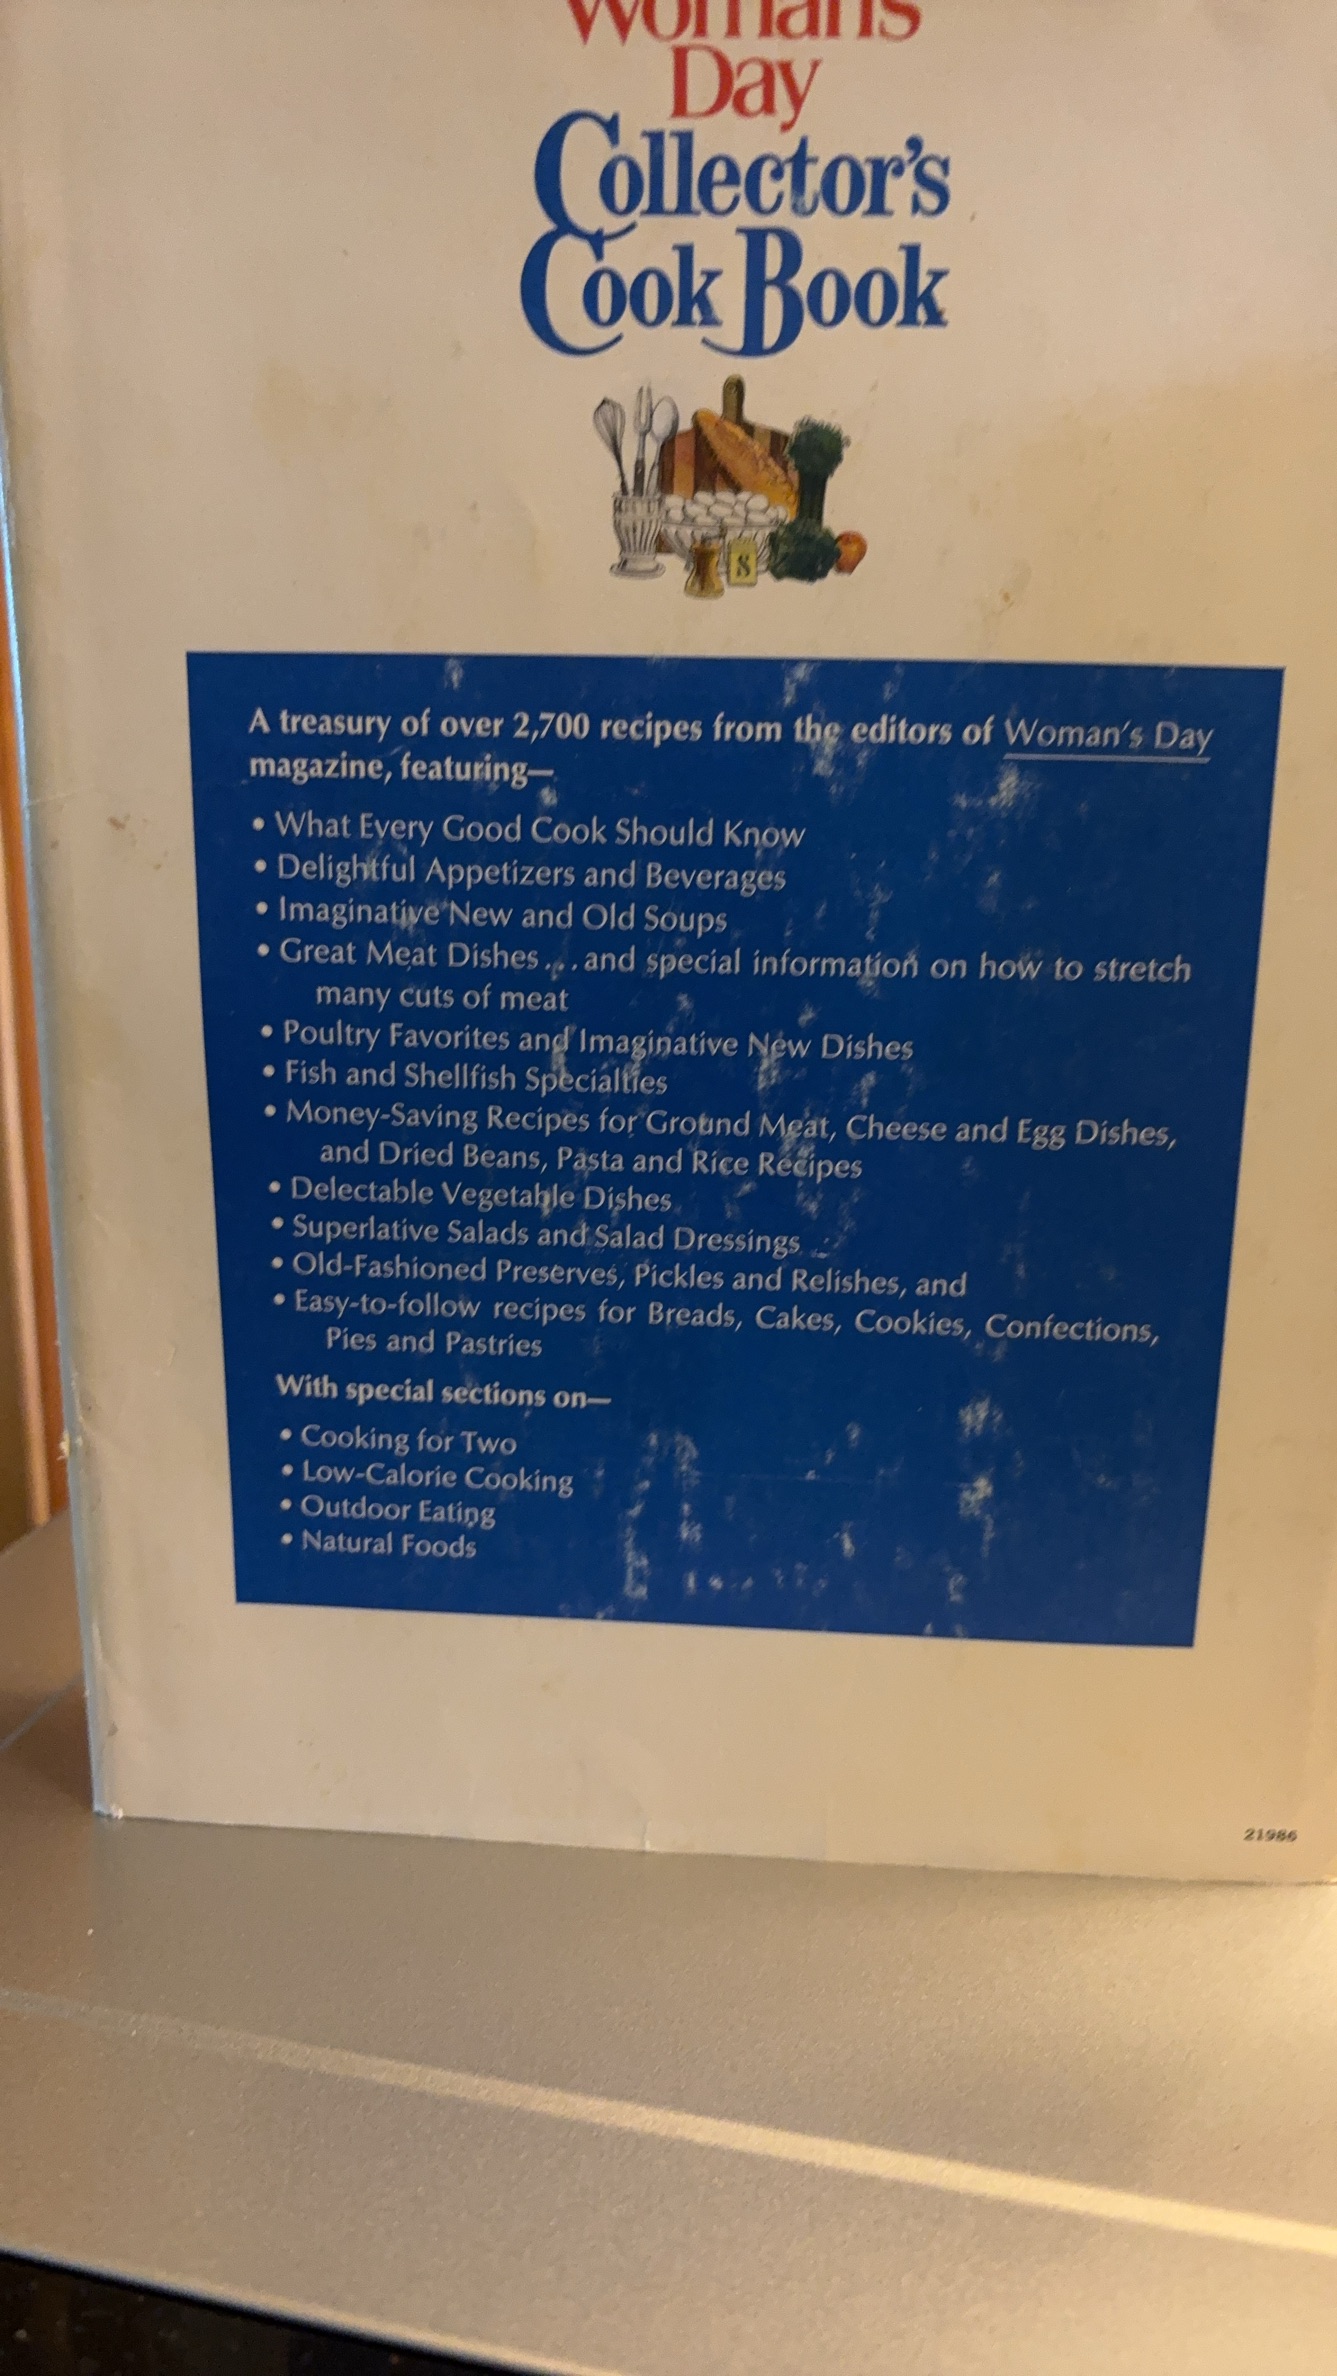 Woman's
Day
Collector's
Cook Book
S
A treasury of over 2,700 recipes from the editors of Woman's Day
magazine, featuring—
• What Every Good Cook Should Know
• Delightful Appetizers and Beverages
• Imaginative New and Old Soups
• Great Meat Dishes . . . and special information on how to stretch
many cuts of meat
• Poultry Favorites and Imaginative New Dishes
• Fish and Shellfish Specialties
• Money-Saving Recipes for Ground Meat, Cheese and Egg Dishes,
and Dried Beans, Pasta and Rice Recipes
• Delectable Vegetable Dishes
• Superlative Salads and Salad Dressings
• Old-Fashioned Preserves, Pickles and Relishes, and
• Easy-to-follow recipes for Breads, Cakes, Cookies, Confections,
Pies and Pastries
With special sections on—
• Cooking for Two
• Low-Calorie Cooking
• Outdoor Eating
• Natural Foods
21986